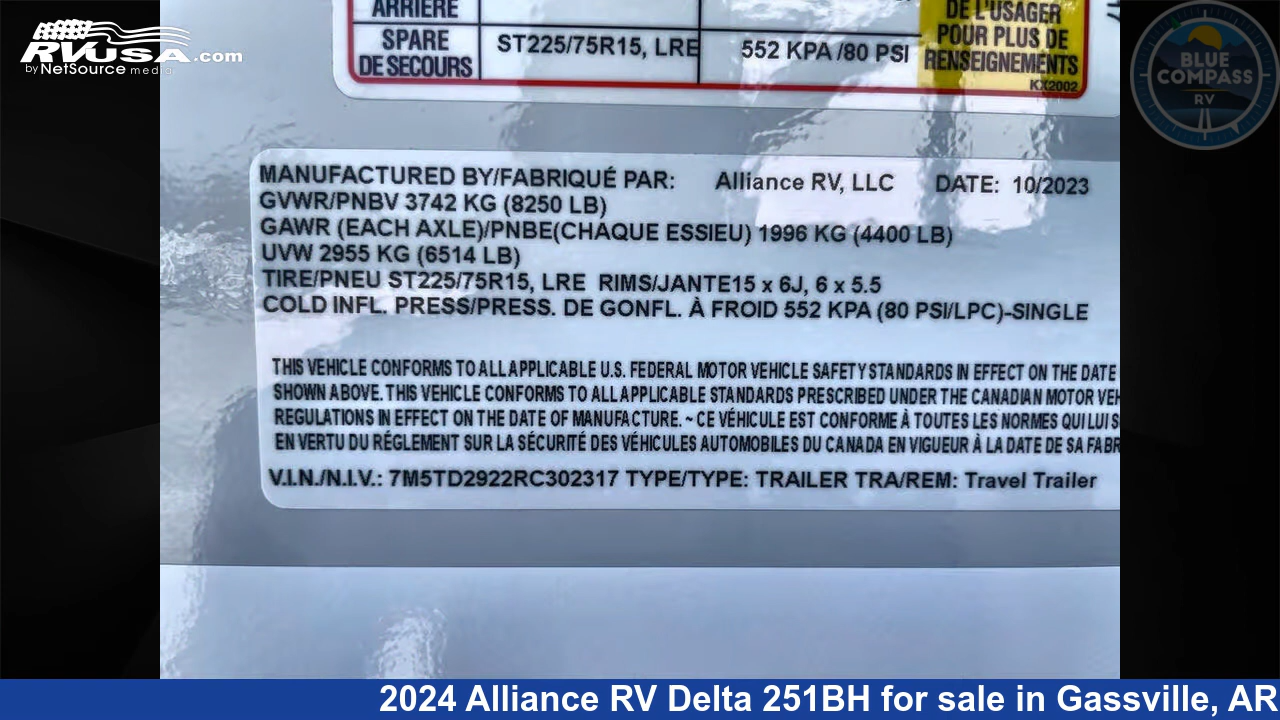 RVUSA.com
by NetSource media
BLUE
COMPASS
RV
ARRIÈRE
SPARE
DE SECOURS
ST225/75R15, LRE
552 KPA /80 PSI
DE L'USAGER
POUR PLUS DE
RENSEIGNEMENTS
KX2002
MANUFACTURED BY/FABRIQUÉ PAR: Alliance RV, LLC DATE: 10/2023
GVWR/PNBV 3742 KG (8250 LB)
GAWR (EACH AXLE)/PNBE(CHAQUE ESSIEU) 1996 KG (4400 LB)
UVW 2955 KG (6514 LB)
TIRE/PNEU ST225/75R15, LRE RIMS/JANTE15 x 6J, 6 x 5.5
COLD INFL. PRESS/PRESS. DE GONFL. À FROID 552 KPA (80 PSI/LPC)-SINGLE
THIS VEHICLE CONFORMS TO ALL APPLICABLE U.S. FEDERAL MOTOR VEHICLE SAFETY STANDARDS IN EFFECT ON THE DATE
SHOWN ABOVE. THIS VEHICLE CONFORMS TO ALL APPLICABLE STANDARDS PRESCRIBED UNDER THE CANADIAN MOTOR VEH
REGULATIONS IN EFFECT ON THE DATE OF MANUFACTURE. ~ CE VÉHICULE EST CONFORME À TOUTES LES NORMES QUI LUI S
EN VERTU DU RÉGLEMENT SUR LA SÉCURITÉ DES VÉHICULES AUTOMOBILES DU CANADA EN VIGUEUR À LA DATE DE SA FABR
V.I.N./N.I.V.: 7M5TD2922RC302317 TYPE/TYPE: TRAILER TRA/REM: Travel Trailer
2024 Alliance RV Delta 251BH for sale in Gassville, AR